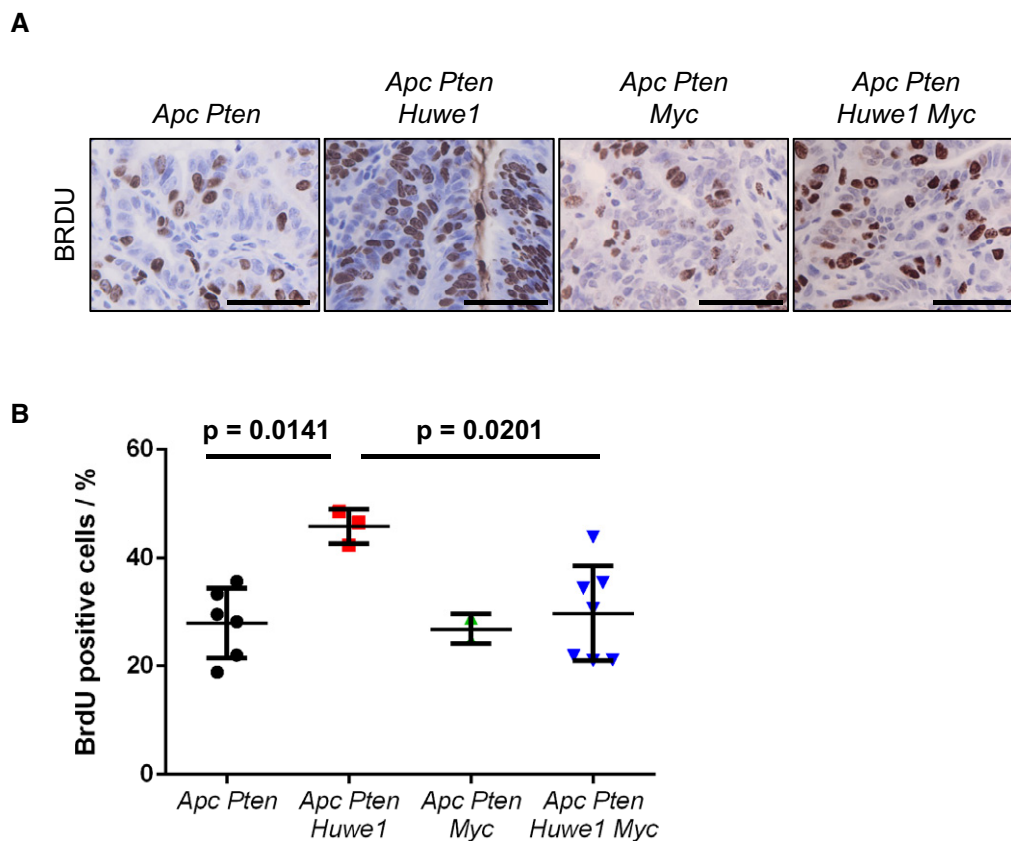 A
Apc Pten
Apc Pten
Huwe1
Apc Pten
Myc
Apc Pten
Huwe1 Myc
BRDU
B
p = 0.0141
p = 0.0201
BrdU positive cells / %
60
40
20
0
Apc Pten
Apc Pten
Huwe1
Apc Pten
Myc
Apc Pten
Huwe1 Myc